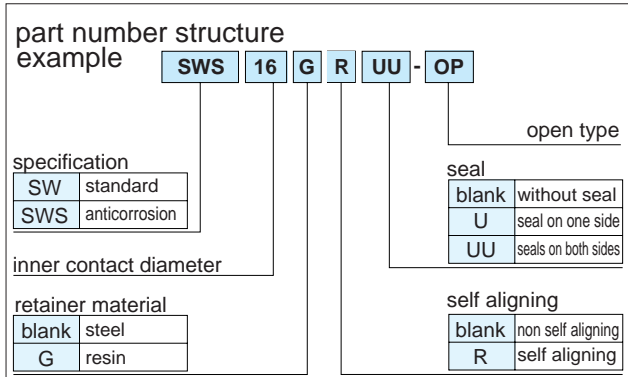 part number structure
example
SWS 16 G R UU - OP
open type
specification
SW standard
SWS anticorrosion
inner contact diameter
retainer material
blank steel
G resin
seal
blank without seal
U seal on one side
UU seals on both sides
self aligning
blank non self aligning
R self aligning